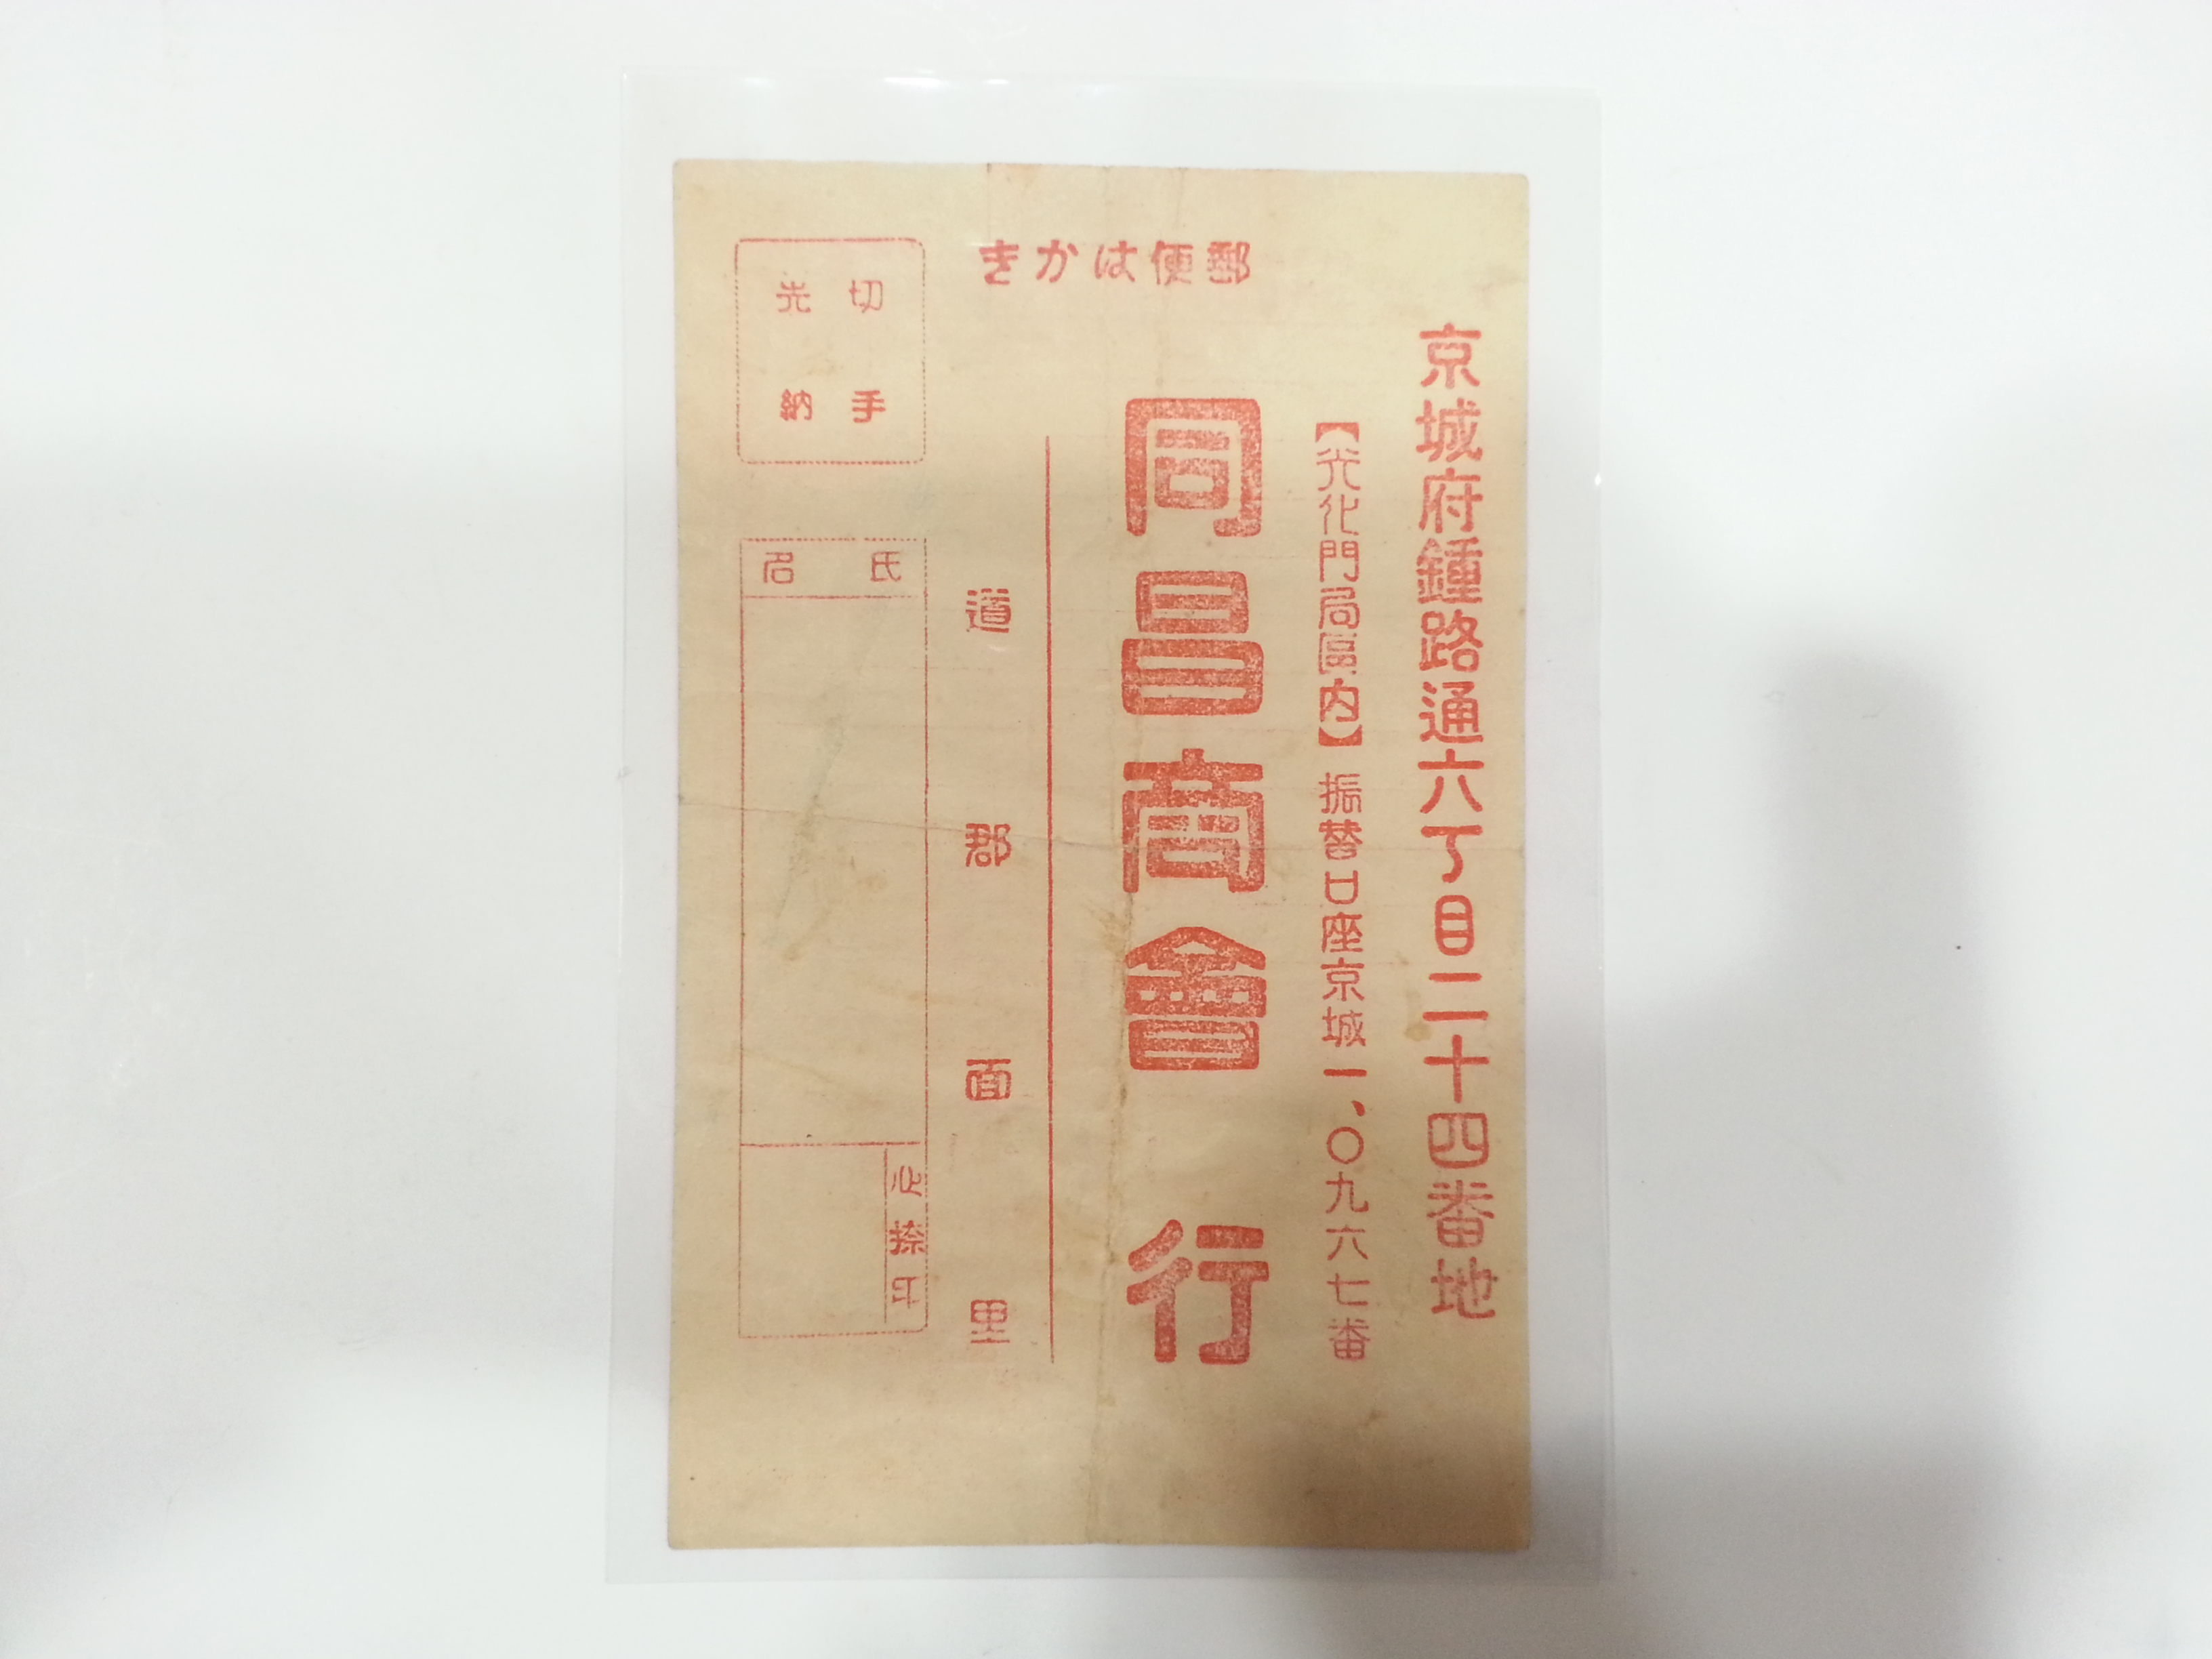 郵便はかき
京城府鍾路通六丁目二十四番地
【光化門局區內】振替口座京城一、〇九六七番
同昌商會 行
道 郡 面 里
切手
先納
氏名
必捺印